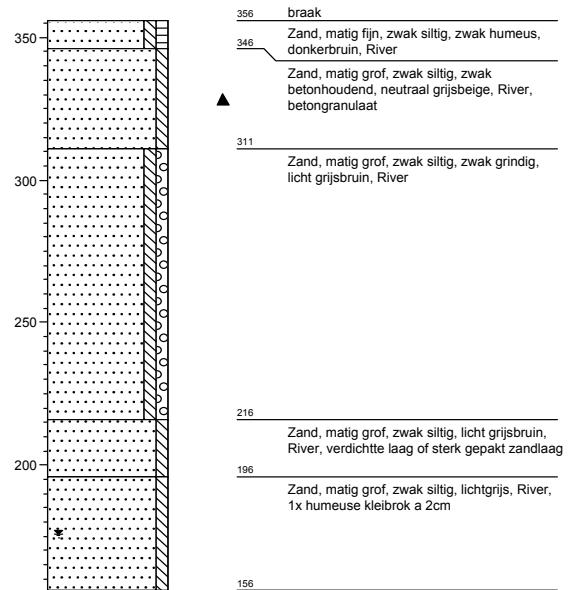 356 braak
350
Zand, matig fijn, zwak siltig, zwak humeus,
346
donkerbruin, River
Zand, matig grof, zwak siltig, zwak
betonhoudend, neutraal grijsbeige, River,
betongranulaat
311
Zand, matig grof, zwak siltig, zwak grindig,
licht grijsbruin, River
300
250
216
Zand, matig grof, zwak siltig, licht grijsbruin,
River, verdichtte laag of sterk gepakt zandlaag
200
196
Zand, matig grof, zwak siltig, lichtgrijs, River,
1x humeuse kleibrok a 2cm
156